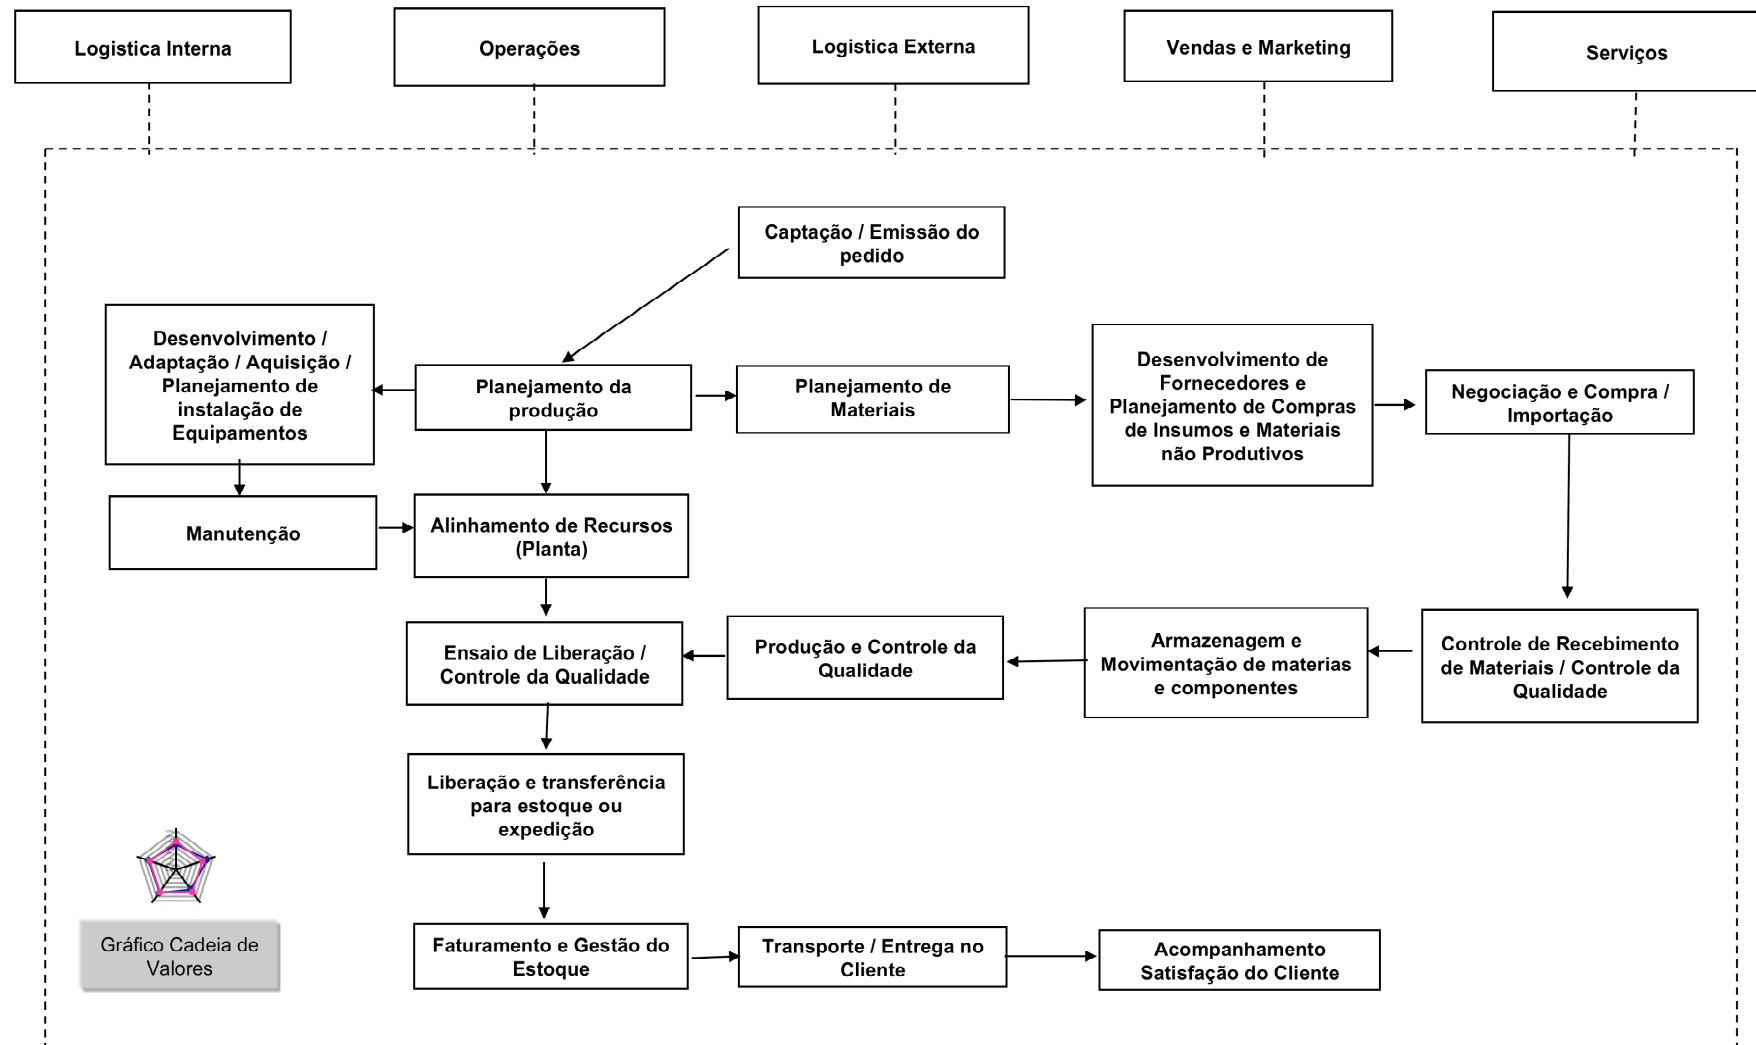 Logistica Interna
Operações
Logistica Externa
Vendas e Marketing
Serviços
Captação / Emissão do
pedido
Desenvolvimento /
Adaptação / Aquisição /
Planejamento de
instalação de
Equipamentos
Planejamento da
produção
Planejamento de
Materiais
Desenvolvimento de
Fornecedores e
Planejamento de Compras
de Insumos e Materiais
não Produtivos
Negociação e Compra /
Importação
Manutenção
Alinhamento de Recursos
(Planta)
Ensaio de Liberação /
Controle da Qualidade
Produção e Controle da
Qualidade
Armazenagem e
Movimentação de materias
e componentes
Controle de Recebimento
de Materiais / Controle da
Qualidade
Liberação e transferência
para estoque ou
expedição
Gráfico Cadeia de
Valores
Faturamento e Gestão do
Estoque
Transporte / Entrega no
Cliente
Acompanhamento
Satisfação do Cliente